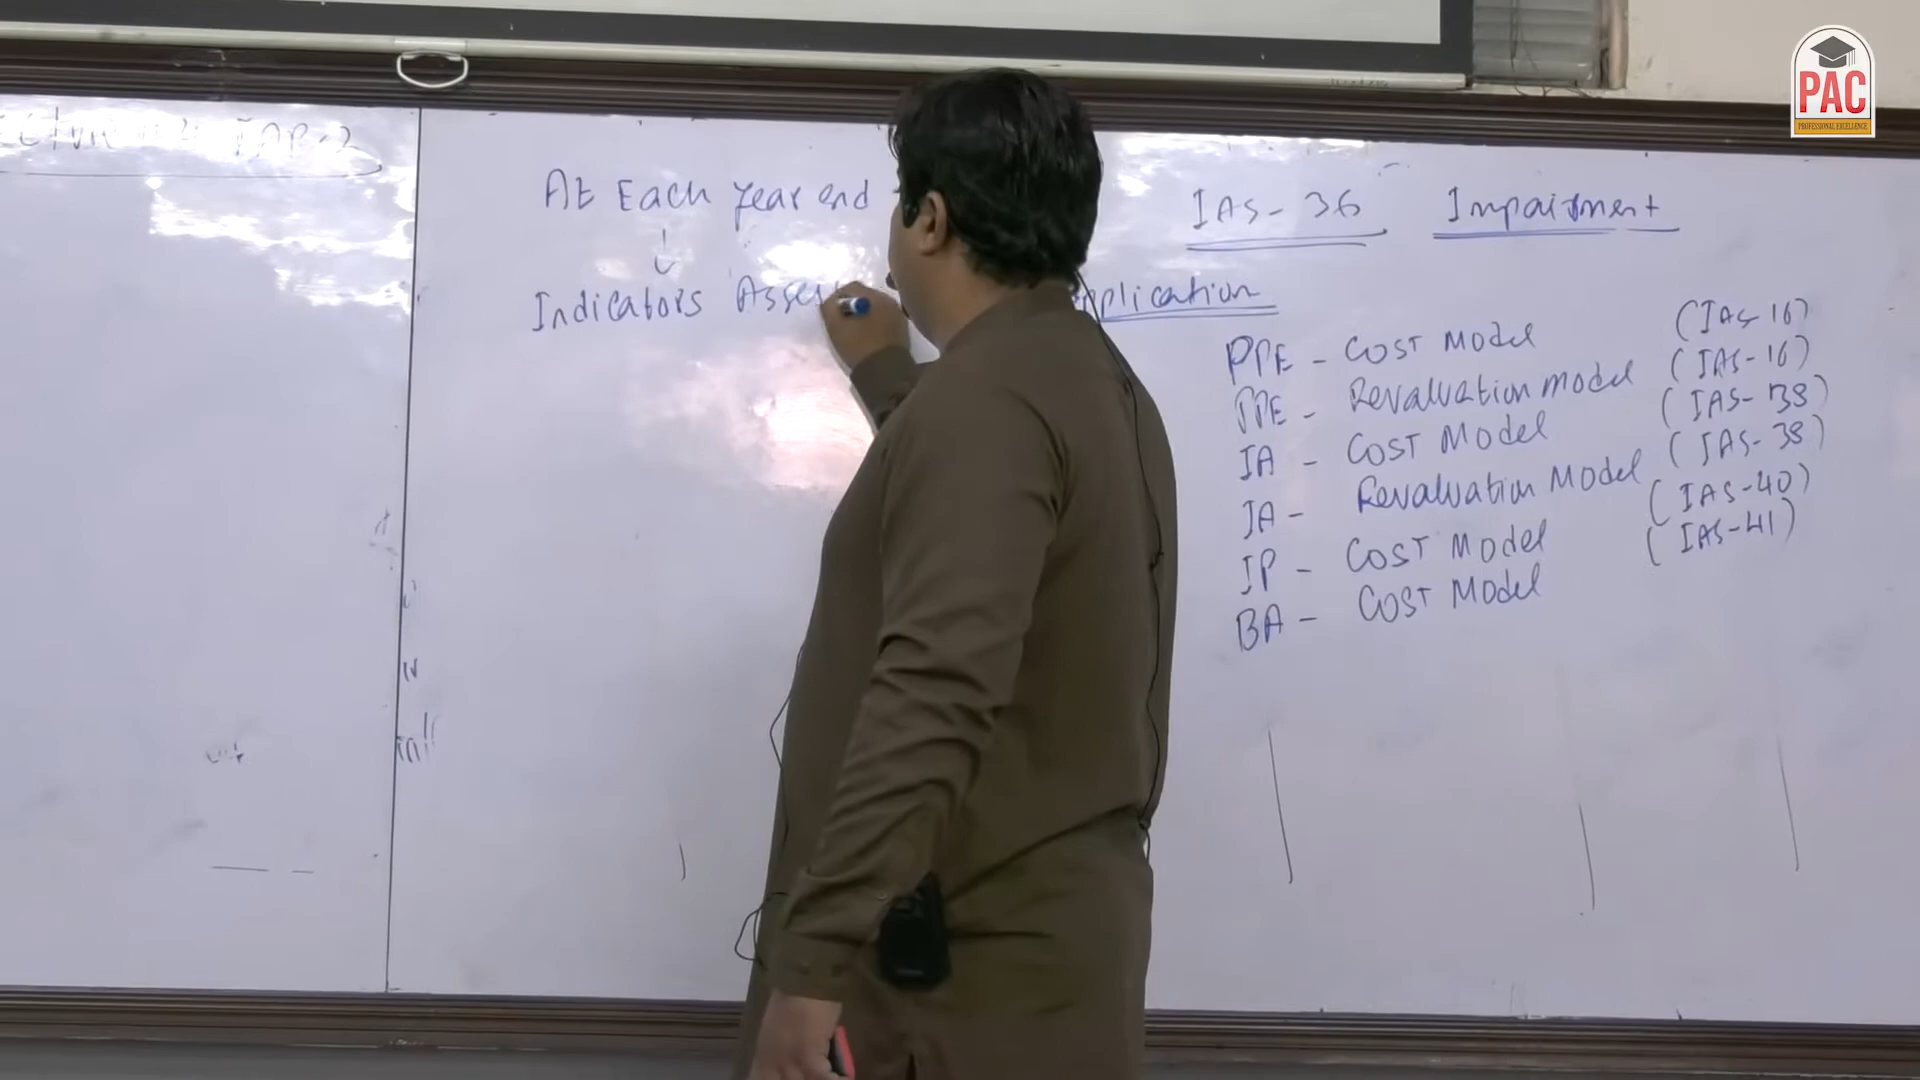 PAC
PROFESSIONAL EXCELLENCE
At Each year end
Indicators
IAS-36 Impairment
PPE - COST Model (IAS-16)
PPE - Revaluation model (IAS-16)
IA - COST Model (IAS-38)
IA - Revaluation Model (IAS-38)
IP - COST Model (IAS-40)
BA - COST Model (IAS-41)